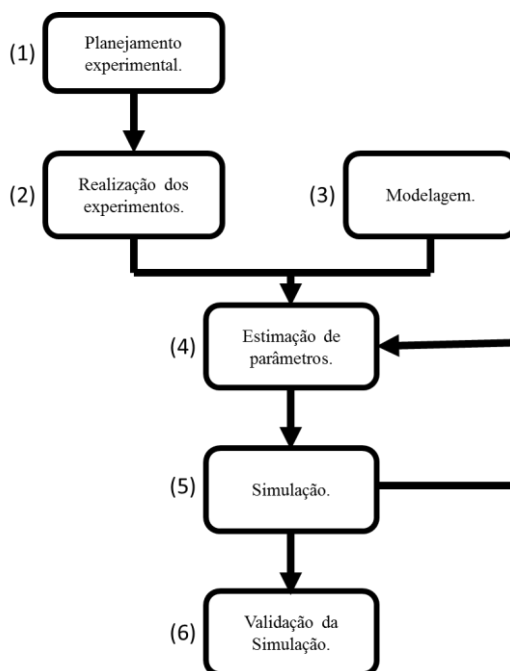 (1)
Planejamento
experimental.
(2)
Realização dos
experimentos.
(3)
Modelagem.
(4)
Estimação de
parâmetros.
(5)
Simulação.
(6)
Validação da
Simulação.